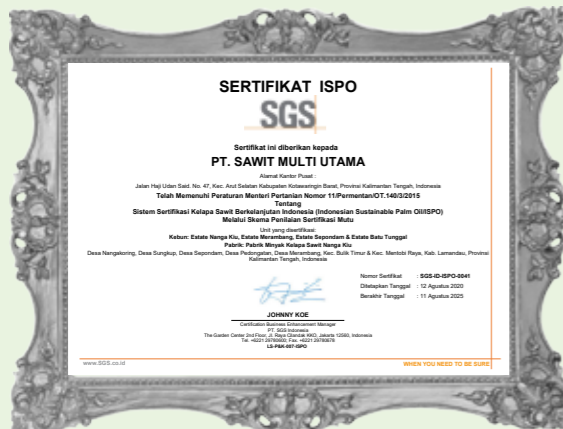 SERTIFIKAT ISPO
SGS
Sertifikat ini diberikan kepada
PT. SAWIT MULTI UTAMA
Alamat Kantor Pusat :
Jalan Haji Udan Said. No. 47, Kec. Arut Selatan Kabupaten Kotawaringin Barat, Provinsi Kalimantan Tengah, Indonesia
Telah Memenuhi Peraturan Menteri Pertanian Nomor 11/Permentan/OT.140/3/2015
Tentang
Sistem Sertifikasi Kelapa Sawit Berkelanjutan Indonesia (Indonesian Sustainable Palm Oil/ISPO)
Melalui Skema Penilaian Sertifikasi Mutu
Unit yang disertifikasi:
Kebun: Estate Nanga Kiu, Estate Merambang, Estate Sepondam & Estate Batu Tunggal
Pabrik: Pabrik Minyak Kelapa Sawit Nanga Kiu
Desa Nangakoring, Desa Sungkup, Desa Sepondam, Desa Pedongatan, Desa Merambang, Kec. Bulik Timur & Kec. Mentobi Raya, Kab. Lamandau, Provinsi
Kalimantan Tengah, Indonesia
Nomor Sertifikat : SGS-ID-ISPO-0041
Ditetapkan Tanggal : 12 Agustus 2020
Berakhir Tanggal : 11 Agustus 2025
JOHNNY KOE
Certification Business Enhancement Manager
PT. SGS Indonesia
The Garden Center 2nd Floor, Jl. Raya Cilandak KKO, Jakarta 12560, Indonesia
Tel. +6221 29780600; Fax. +6221 29780678
LS-P&K-007-ISPO
www.SGS.co.id
WHEN YOU NEED TO BE SURE